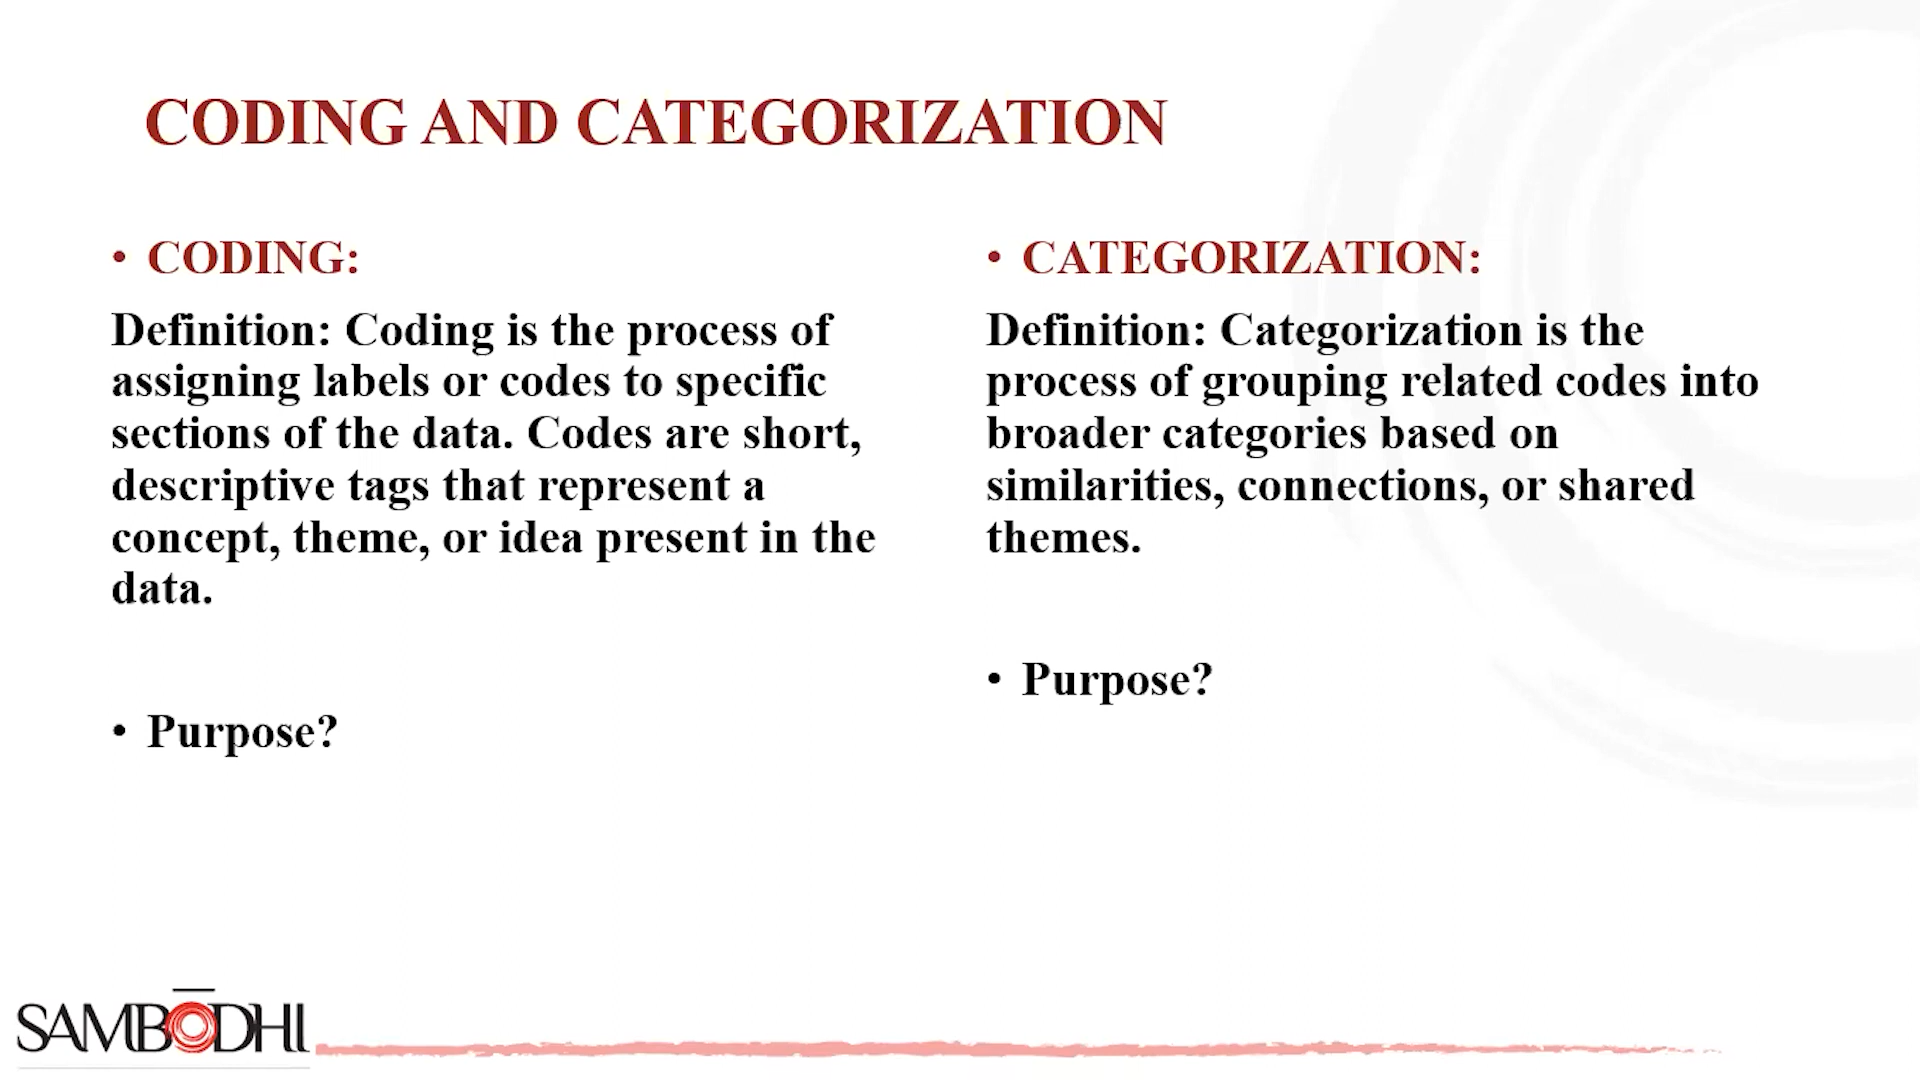 CODING AND CATEGORIZATION
• CODING:
Definition: Coding is the process of
assigning labels or codes to specific
sections of the data. Codes are short,
descriptive tags that represent a
concept, theme, or idea present in the
data.
• Purpose?
• CATEGORIZATION:
Definition: Categorization is the
process of grouping related codes into
broader categories based on
similarities, connections, or shared
themes.
• Purpose?
SAMBŌDHI